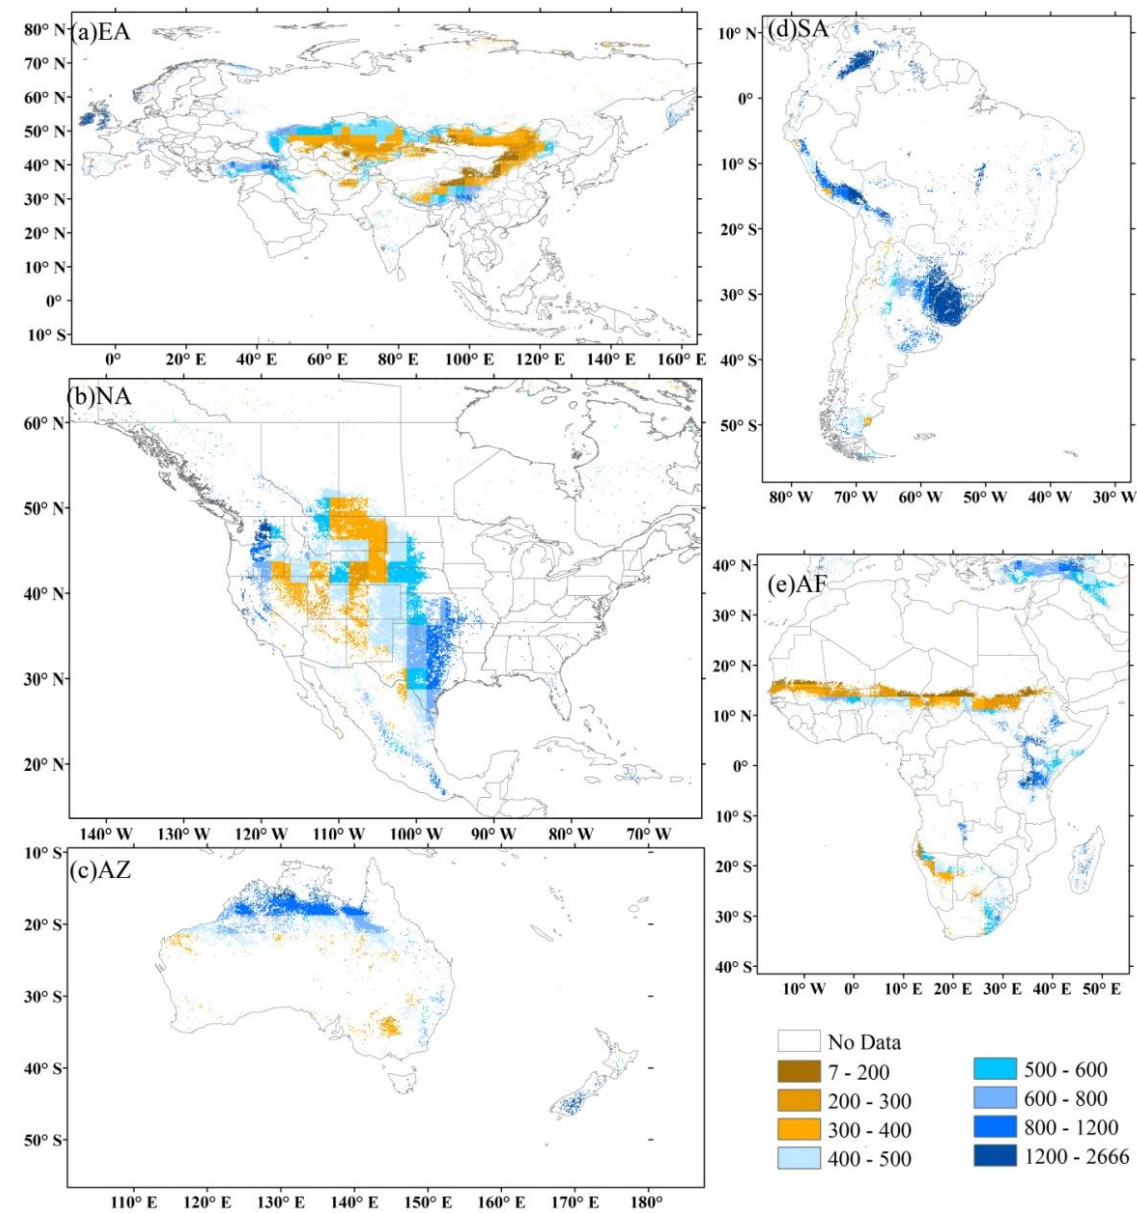 (a)EA
80° N
70° N
60° N
50° N
40° N
30° N
20° N
10° N
0°
10° S
0° 20° E 40° E 60° E 80° E 100° E 120° E 140° E 160° E
(b)NA
60° N
50° N
40° N
30° N
20° N
140° W 130° W 120° W 110° W 100° W 90° W 80° W 70° W
(c)AZ
10° S
20° S
30° S
40° S
50° S
110° E 120° E 130° E 140° E 150° E 160° E 170° E 180°
(d)SA
10° N
0°
10° S
20° S
30° S
40° S
50° S
80° W 70° W 60° W 50° W 40° W 30° W
(e)AF
40° N
30° N
20° N
10° N
0°
10° S
20° S
30° S
40° S
10° W 0° 10° E 20° E 30° E 40° E 50° E
No Data
7 - 200
200 - 300
300 - 400
400 - 500
500 - 600
600 - 800
800 - 1200
1200 - 2666